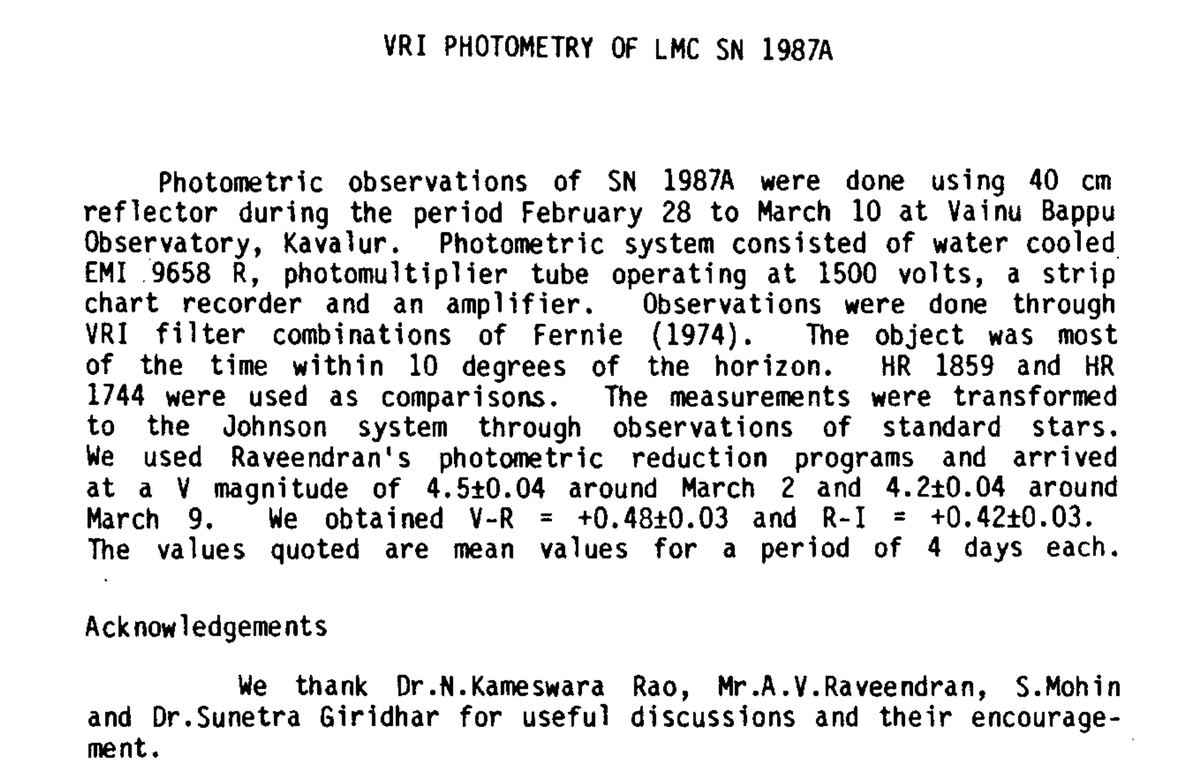 VRI PHOTOMETRY OF LMC SN 1987A
Photometric observations of SN 1987A were done using 40 cm
reflector during the period February 28 to March 10 at Vainu Bappu
Observatory, Kavalur. Photometric system consisted of water cooled
EMI 9658 R, photomultiplier tube operating at 1500 volts, a strip
chart recorder and an amplifier. Observations were done through
VRI filter combinations of Fernie (1974). The object was most
of the time within 10 degrees of the horizon. HR 1859 and HR
1744 were used as comparisons. The measurements were transformed
to the Johnson system through observations of standard stars.
We used Raveendran's photometric reduction programs and arrived
at a V magnitude of 4.5±0.04 around March 2 and 4.2±0.04 around
March 9. We obtained V-R = +0.48±0.03 and R-I = +0.42±0.03.
The values quoted are mean values for a period of 4 days each.
Acknowledgements
We thank Dr.N.Kameswara Rao, Mr.A.V.Raveendran, S.Mohin
and Dr.Sunetra Giridhar for useful discussions and their encourage-
ment.